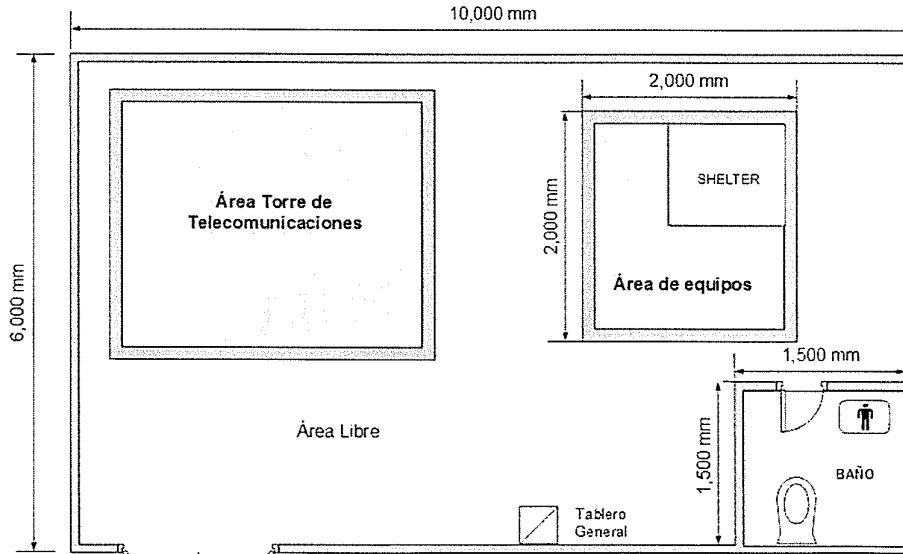 10,000 mm
2,000 mm
SHELTER
Área Torre de
Telecomunicaciones
2,000 mm
Área de equipos
6,000 mm
1,500 mm
Área Libre
1,500 mm
BAÑO
Tablero
General